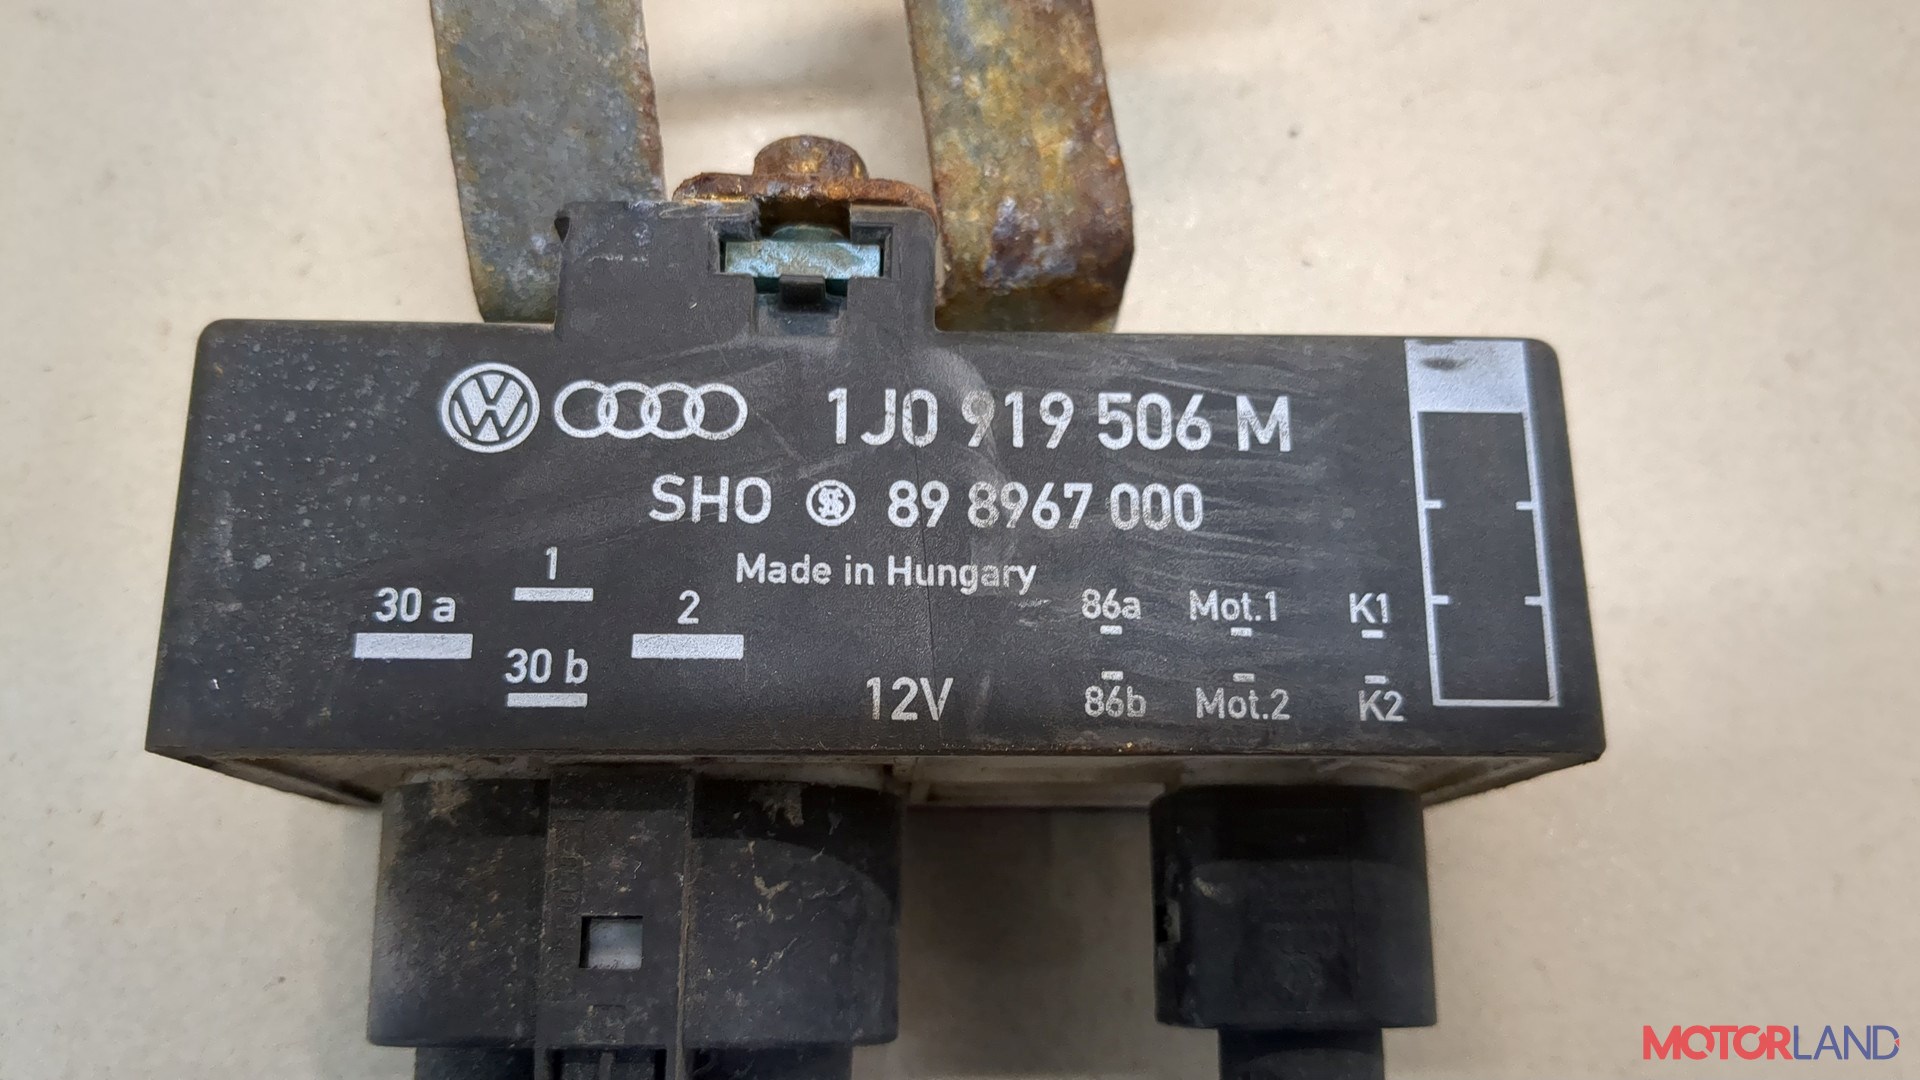 1J0 919 506 M
SHO 89 8967 000
Made in Hungary
1
30 a
2
30 b
12V
86a Mot.1 K1
86b Mot.2 K2
MOTORLAND